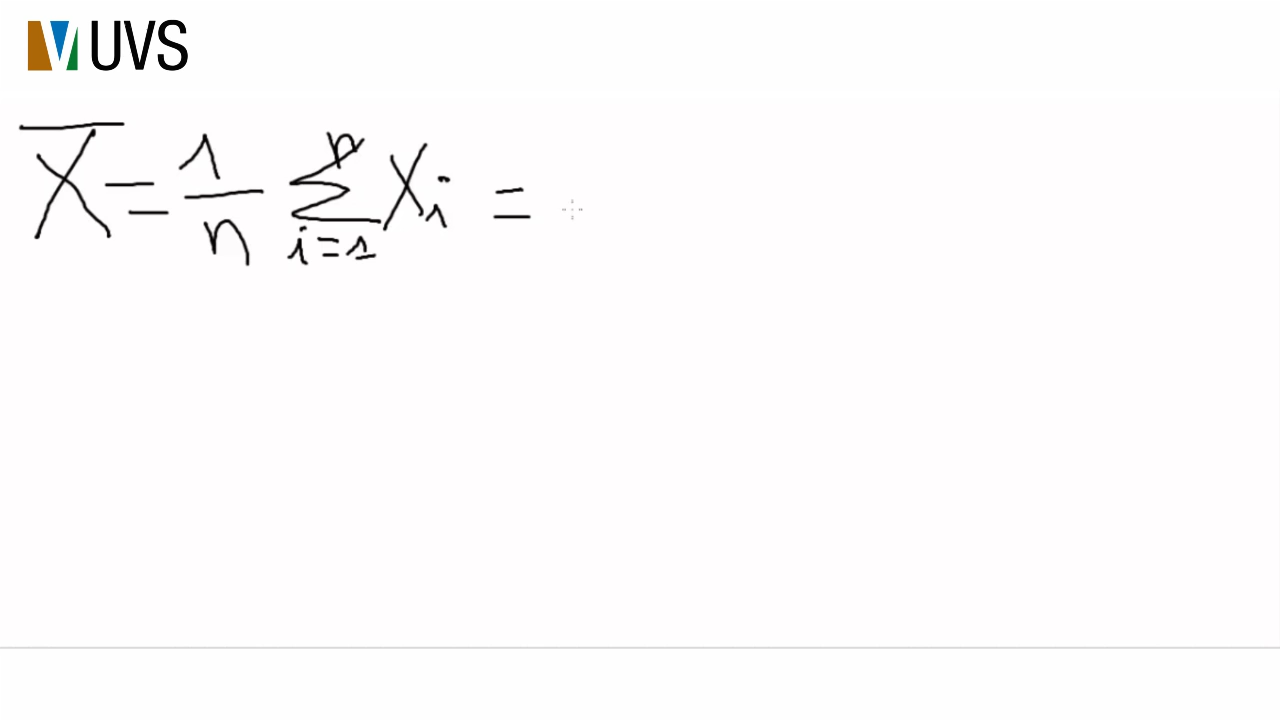 UVS
X̅ = 1/n ∑_{i=1}^{n} X_i =